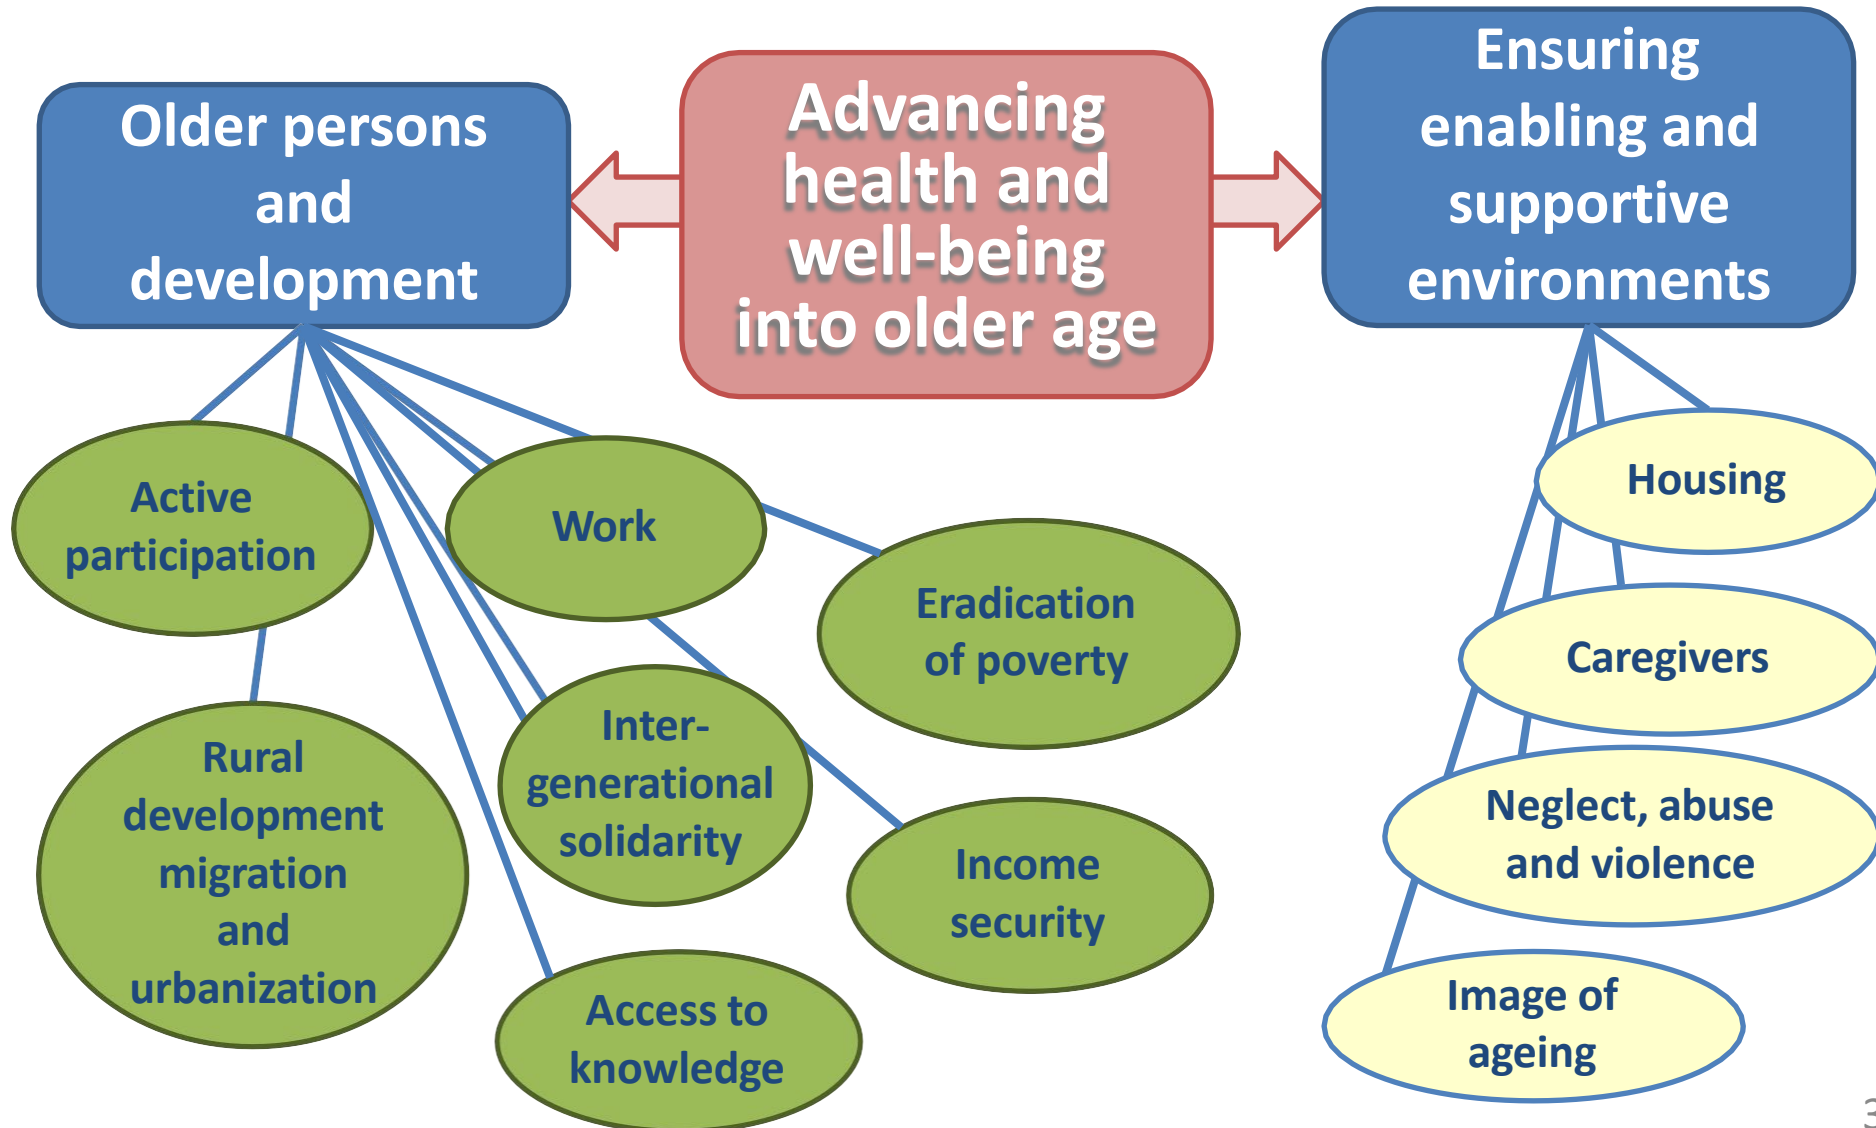 Older persons
and
development
Advancing
health and
well-being
into older age
Ensuring
enabling and
supportive
environments
Active
participation
Work
Eradication
of poverty
Rural
development
migration
and
urbanization
Inter-
generational
solidarity
Income
security
Access to
knowledge
Housing
Caregivers
Neglect, abuse
and violence
Image of
ageing
3